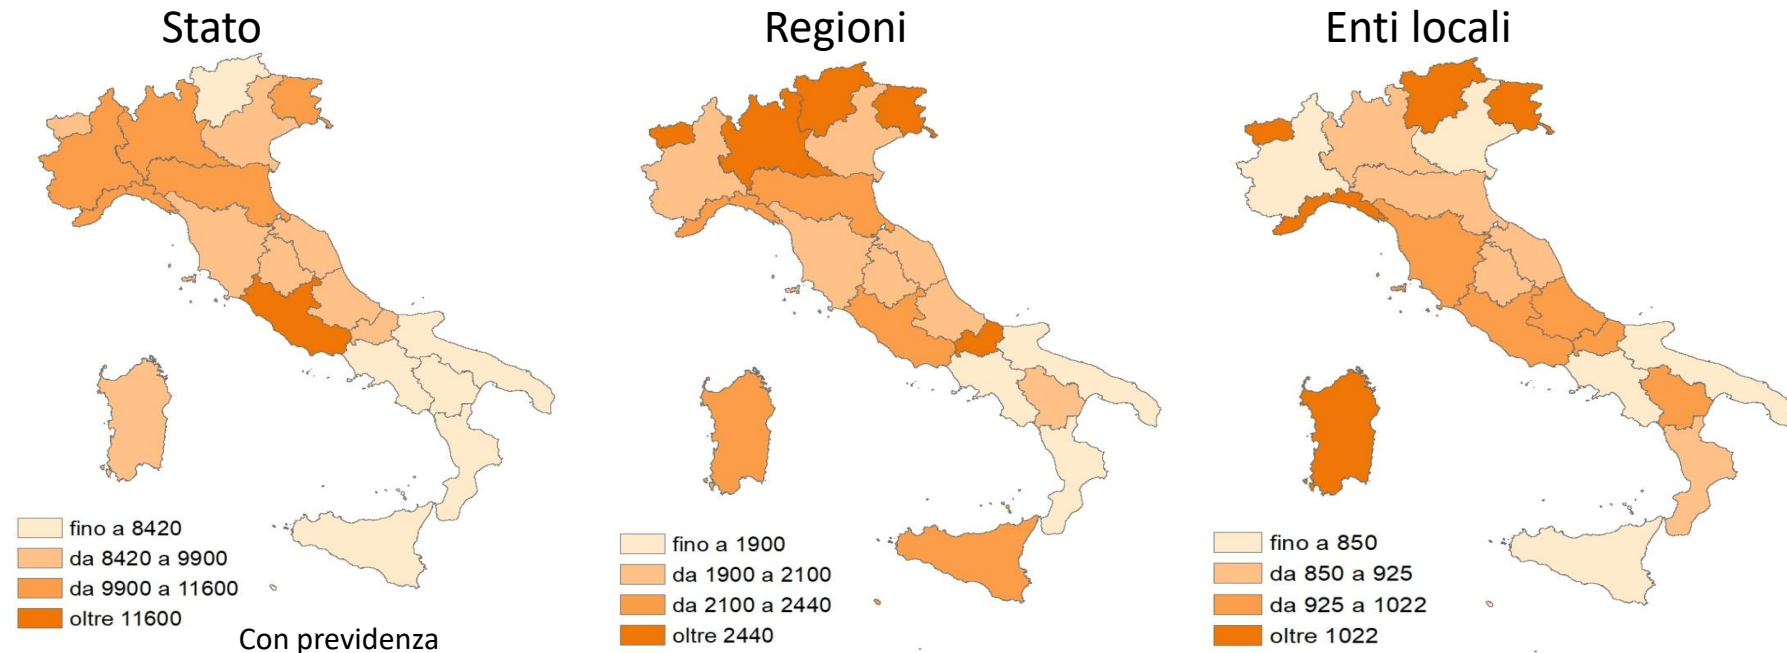 Stato
fino a 8420
da 8420 a 9900
da 9900 a 11600
oltre 11600
Con previdenza
Regioni
fino a 1900
da 1900 a 2100
da 2100 a 2440
oltre 2440
Enti locali
fino a 850
da 850 a 925
da 925 a 1022
oltre 1022